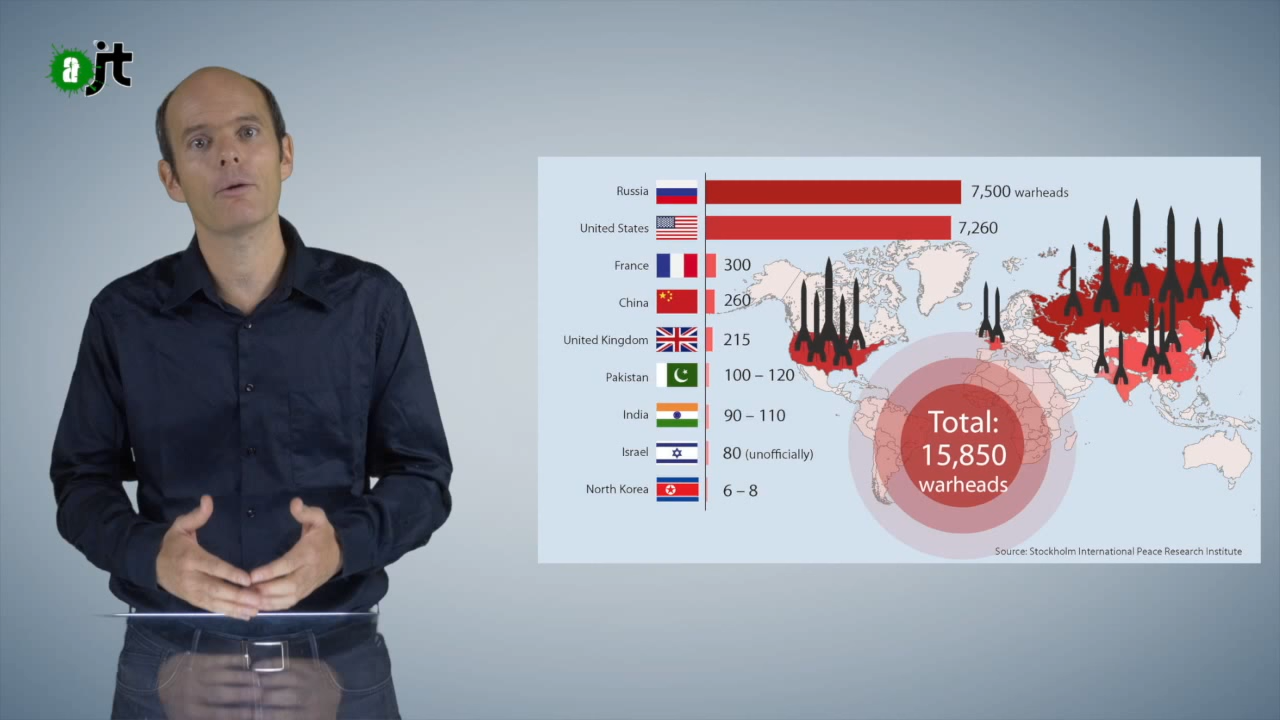 ajt
Russia 7,500 warheads
United States 7,260
France 300
China 260
United Kingdom 215
Pakistan 100 – 120
India 90 – 110
Israel 80 (unofficially)
North Korea 6 – 8
Total:
15,850
warheads
Source: Stockholm International Peace Research Institute